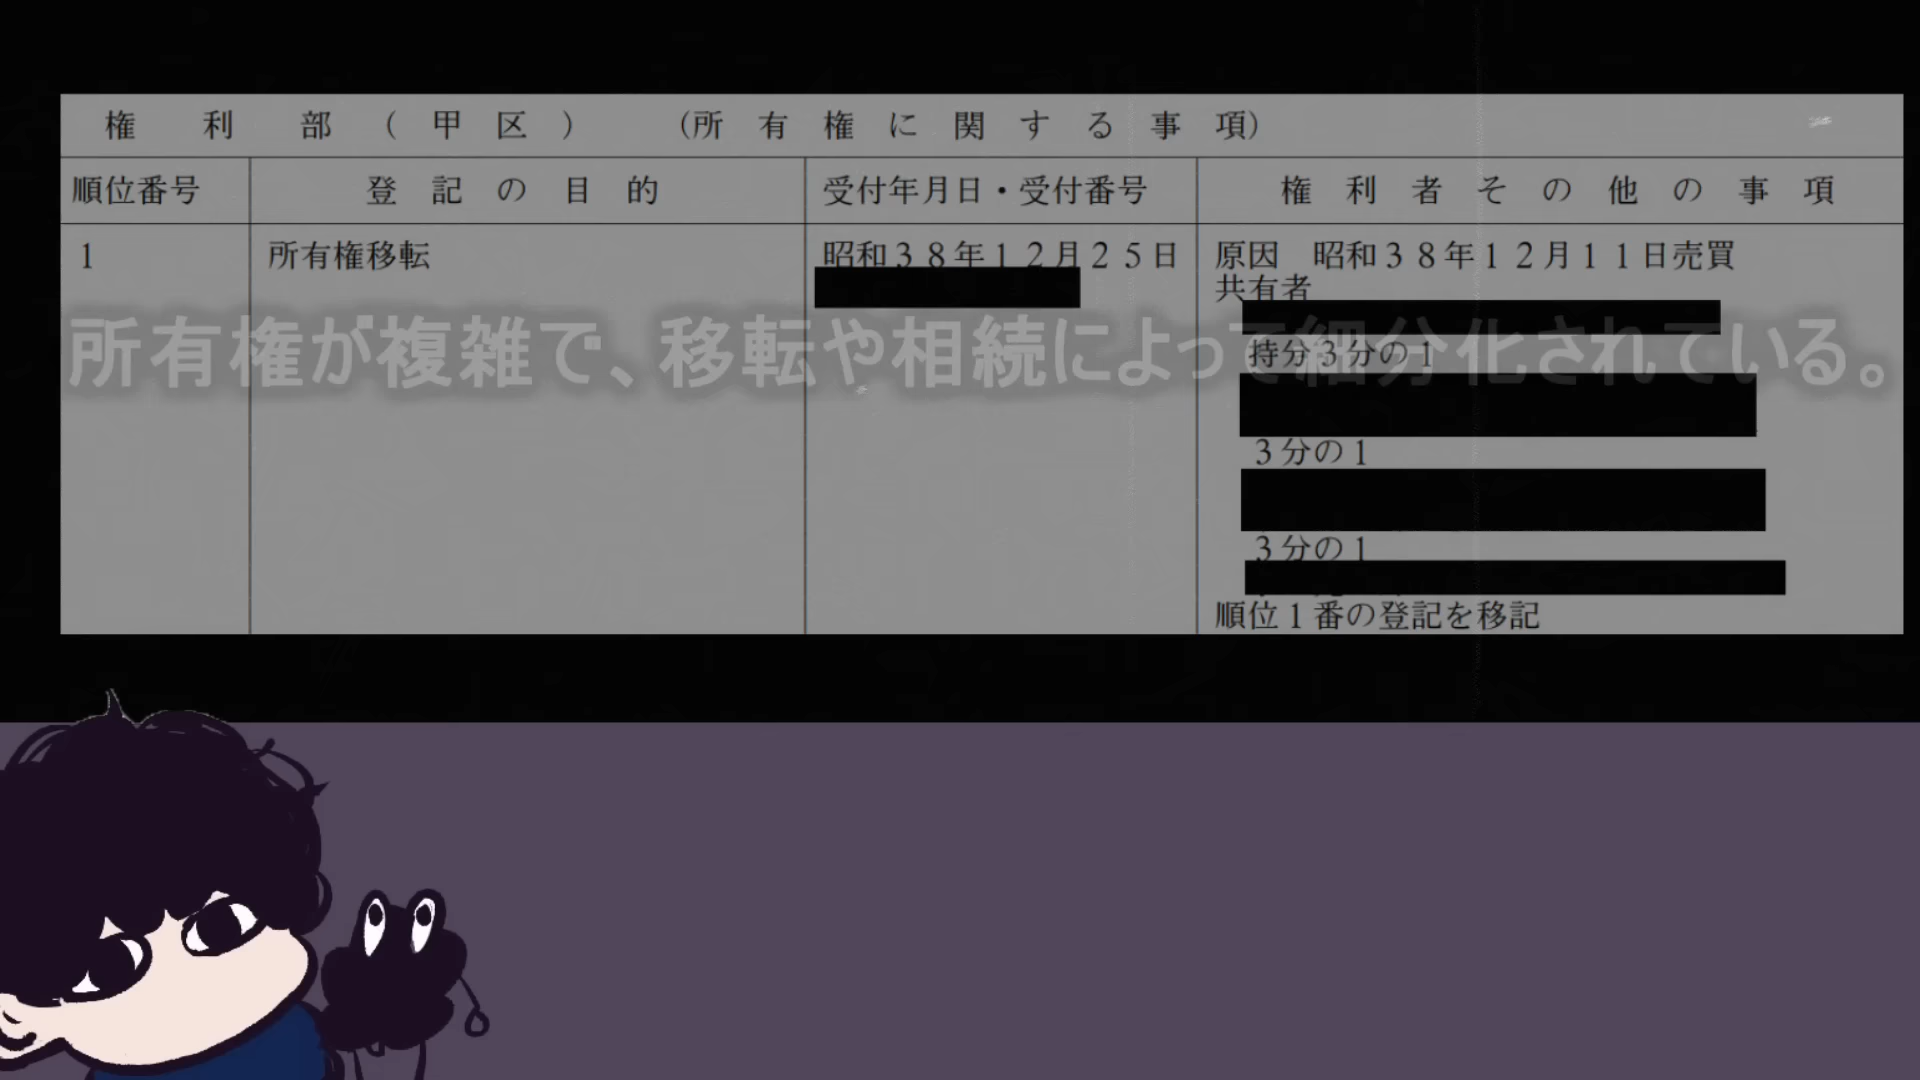 権利部（甲区）（所有権に関する事項）
順位番号 登記の目的 受付年月日・受付番号 権利者その他の事項
1 所有権移転 昭和３８年１２月２５日 原因 昭和３８年１２月１１日売買
共有者
所有権が複雑で、移転や相続によって細分化されている。
持分３分の１
３分の１
３分の１
順位１番の登記を移記